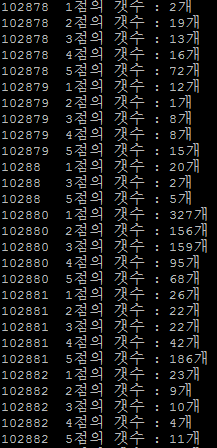 102878 1점의 갯수 : 2개
102878 2점의 갯수 : 19개
102878 3점의 갯수 : 13개
102878 4점의 갯수 : 16개
102878 5점의 갯수 : 72개
102879 1점의 갯수 : 12개
102879 2점의 갯수 : 1개
102879 3점의 갯수 : 8개
102879 4점의 갯수 : 8개
102879 5점의 갯수 : 15개
10288 1점의 갯수 : 20개
10288 3점의 갯수 : 2개
10288 5점의 갯수 : 5개
102880 1점의 갯수 : 327개
102880 2점의 갯수 : 156개
102880 3점의 갯수 : 159개
102880 4점의 갯수 : 95개
102880 5점의 갯수 : 68개
102881 1점의 갯수 : 26개
102881 2점의 갯수 : 22개
102881 3점의 갯수 : 22개
102881 4점의 갯수 : 42개
102881 5점의 갯수 : 186개
102882 1점의 갯수 : 23개
102882 2점의 갯수 : 9개
102882 3점의 갯수 : 10개
102882 4점의 갯수 : 4개
102882 5점의 갯수 : 11개